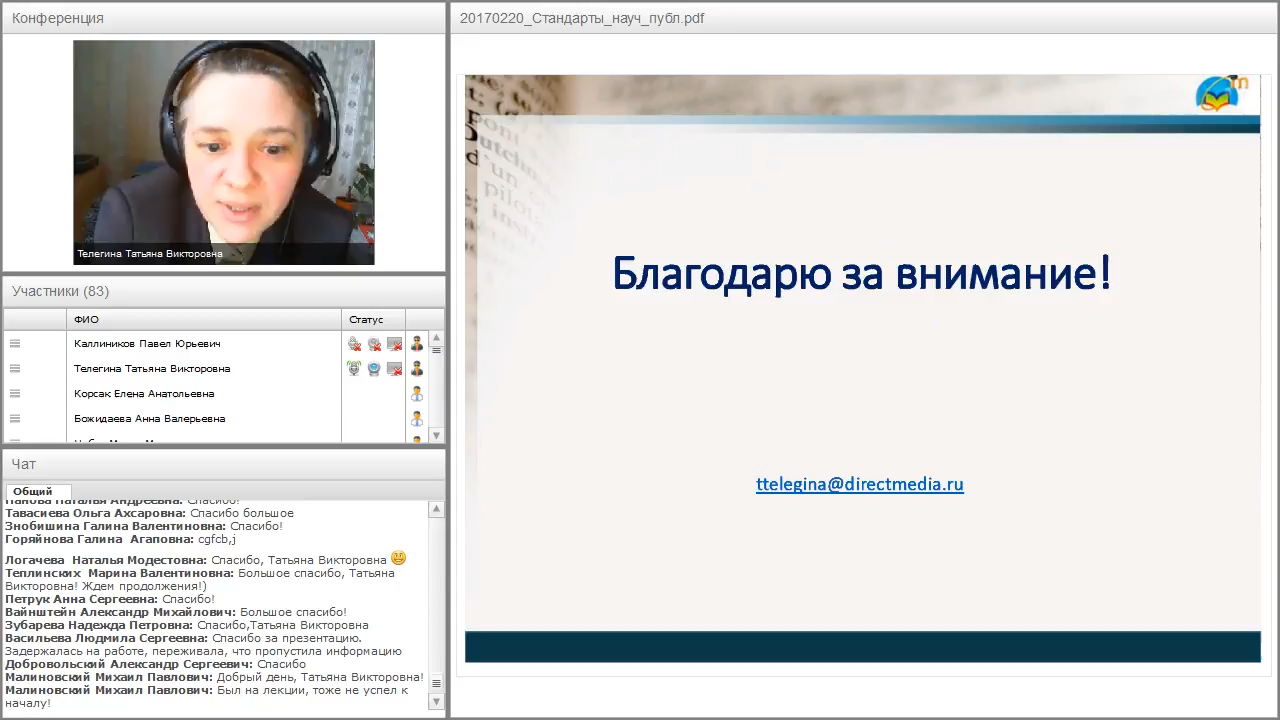 Конференция
Телегина Татьяна Викторовна
Участники (83)
ФИО Статус
Каллиников Павел Юрьевич
Телегина Татьяна Викторовна
Корсак Елена Анатольевна
Божидаева Анна Валерьевна
Чат
Общий
Панова Наталья Андреевна: Спасибо!
Тавасиева Ольга Ахсаровна: Спасибо большое
Знобишина Галина Валентиновна: Спасибо!
Горяйнова Галина Агаповна: cgfcb,j
Логачева Наталья Модестовна: Спасибо, Татьяна Викторовна
Теплинских Марина Валентиновна: Большое спасибо, Татьяна
Викторовна! Ждем продолжения!)
Петрук Анна Сергеевна: Спасибо!
Вайнштейн Александр Михайлович: Большое спасибо!
Зубарева Надежда Петровна: Спасибо,Татьяна Викторовна
Васильева Людмила Сергеевна: Спасибо за презентацию.
Задержалась на работе, переживала, что пропустила информацию
Добровольский Александр Сергеевич: Спасибо
Малиновский Михаил Павлович: Добрый день, Татьяна Викторовна!
Малиновский Михаил Павлович: Был на лекции, тоже не успел к
началу!
20170220_Стандарты_науч_публ.pdf
Благодарю за внимание!
ttelegina@directmedia.ru